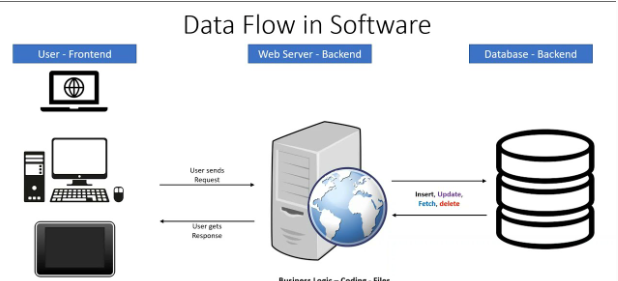 Data Flow in Software
User - Frontend
Web Server - Backend
Database - Backend
User sends
Request
User gets
Response
Insert, Update,
Fetch, delete
Business Logic – Coding - Files